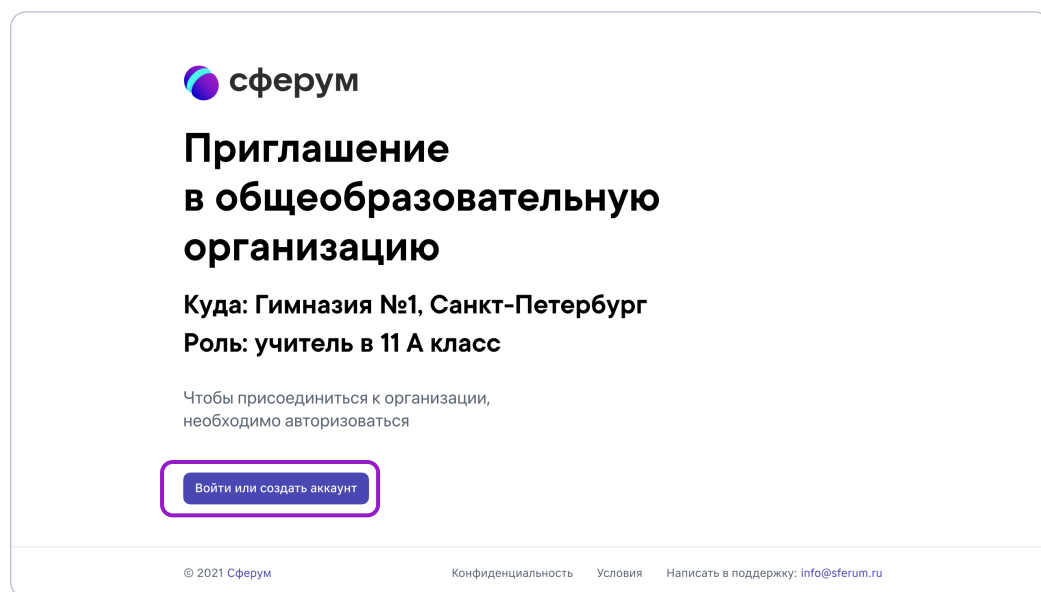 сферум
Приглашение
в общеобразовательную
организацию
Куда: Гимназия №1, Санкт-Петербург
Роль: учитель в 11 А класс
Чтобы присоединиться к организации,
необходимо авторизоваться
Войти или создать аккаунт
© 2021 Сферум Конфиденциальность Условия Написать в поддержку: info@sferum.ru